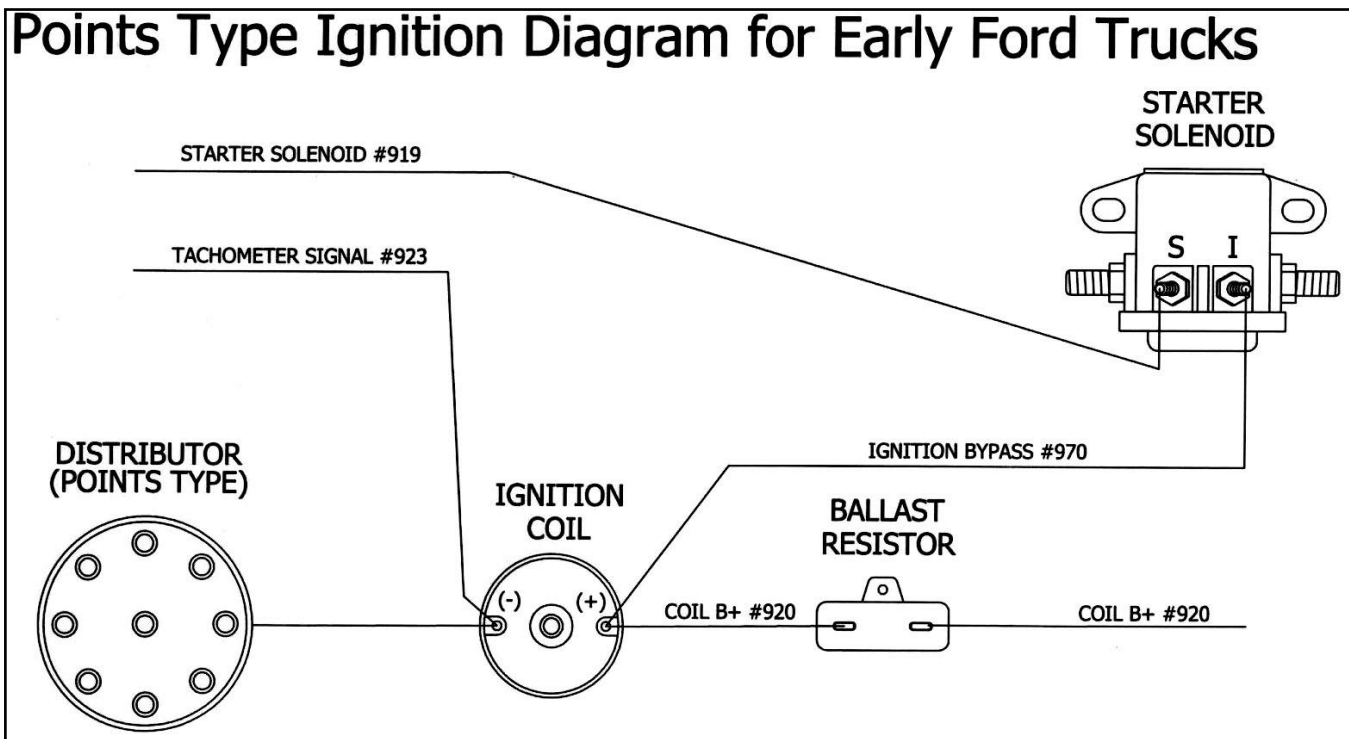 Points Type Ignition Diagram for Early Ford Trucks
STARTER
SOLENOID
STARTER SOLENOID #919
S I
TACHOMETER SIGNAL #923
IGNITION BYPASS #970
DISTRIBUTOR
(POINTS TYPE)
IGNITION
COIL
BALLAST
RESISTOR
(-) (+)
COIL B+ #920
COIL B+ #920